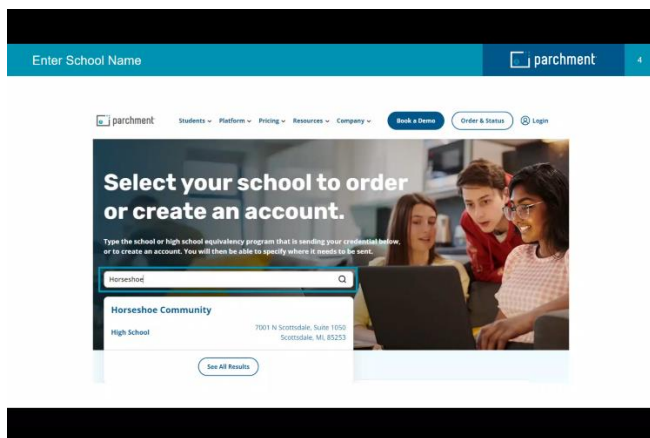 Enter School Name
parchment
4
parchment
Students Platform Pricing Resources Company Book a Demo Order & Status Login
Select your school to order
or create an account.
Type the school or high school equivalency program that is sending your credential below,
or to create an account. You will then be able to specify where it needs to be sent.
Horseshoe
Horseshoe Community
High School
7001 N Scottsdale, Suite 1050
Scottsdale, MI, 85253
See All Results